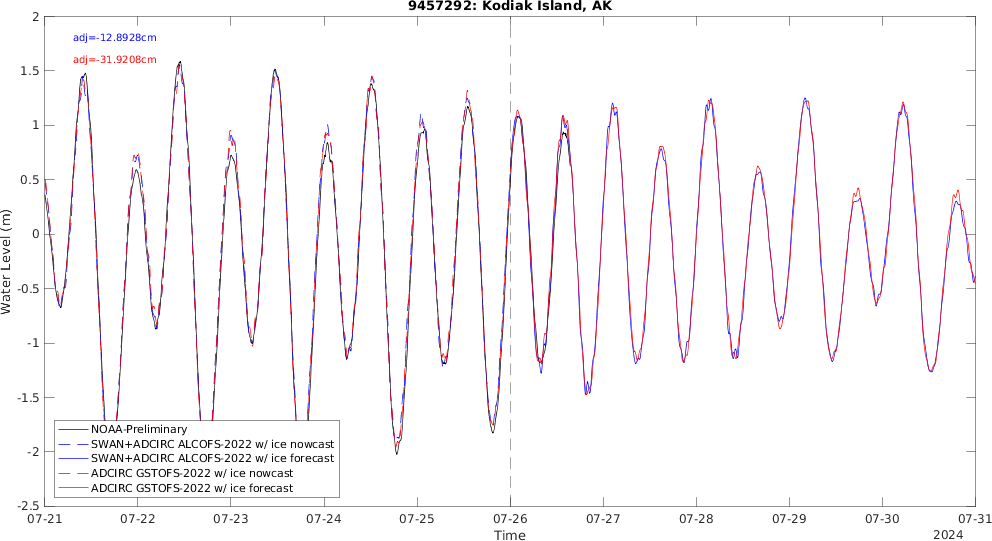 9457292: Kodiak Island, AK
adj=-12.8928cm
adj=-31.9208cm
Water Level (m)
2
1.5
1
0.5
0
-0.5
-1
-1.5
-2
-2.5
NOAA-Preliminary
SWAN+ADCIRC ALCOFS-2022 w/ ice nowcast
SWAN+ADCIRC ALCOFS-2022 w/ ice forecast
ADCIRC GSTOFS-2022 w/ ice nowcast
ADCIRC GSTOFS-2022 w/ ice forecast
07-21 07-22 07-23 07-24 07-25 07-26 07-27 07-28 07-29 07-30 07-31
Time
2024